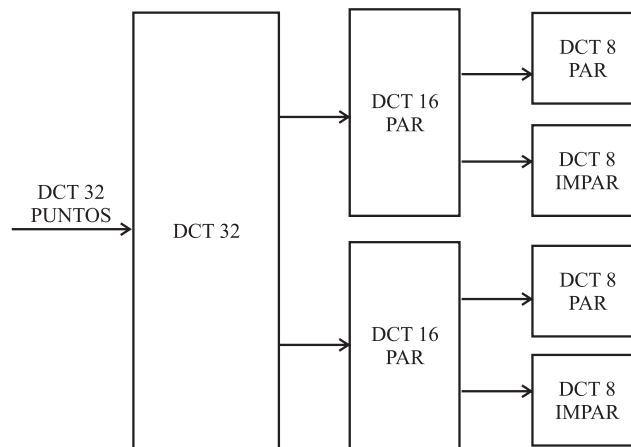 DCT 32
PUNTOS
DCT 32
DCT 16
PAR
DCT 8
PAR
DCT 8
IMPAR
DCT 16
PAR
DCT 8
PAR
DCT 8
IMPAR